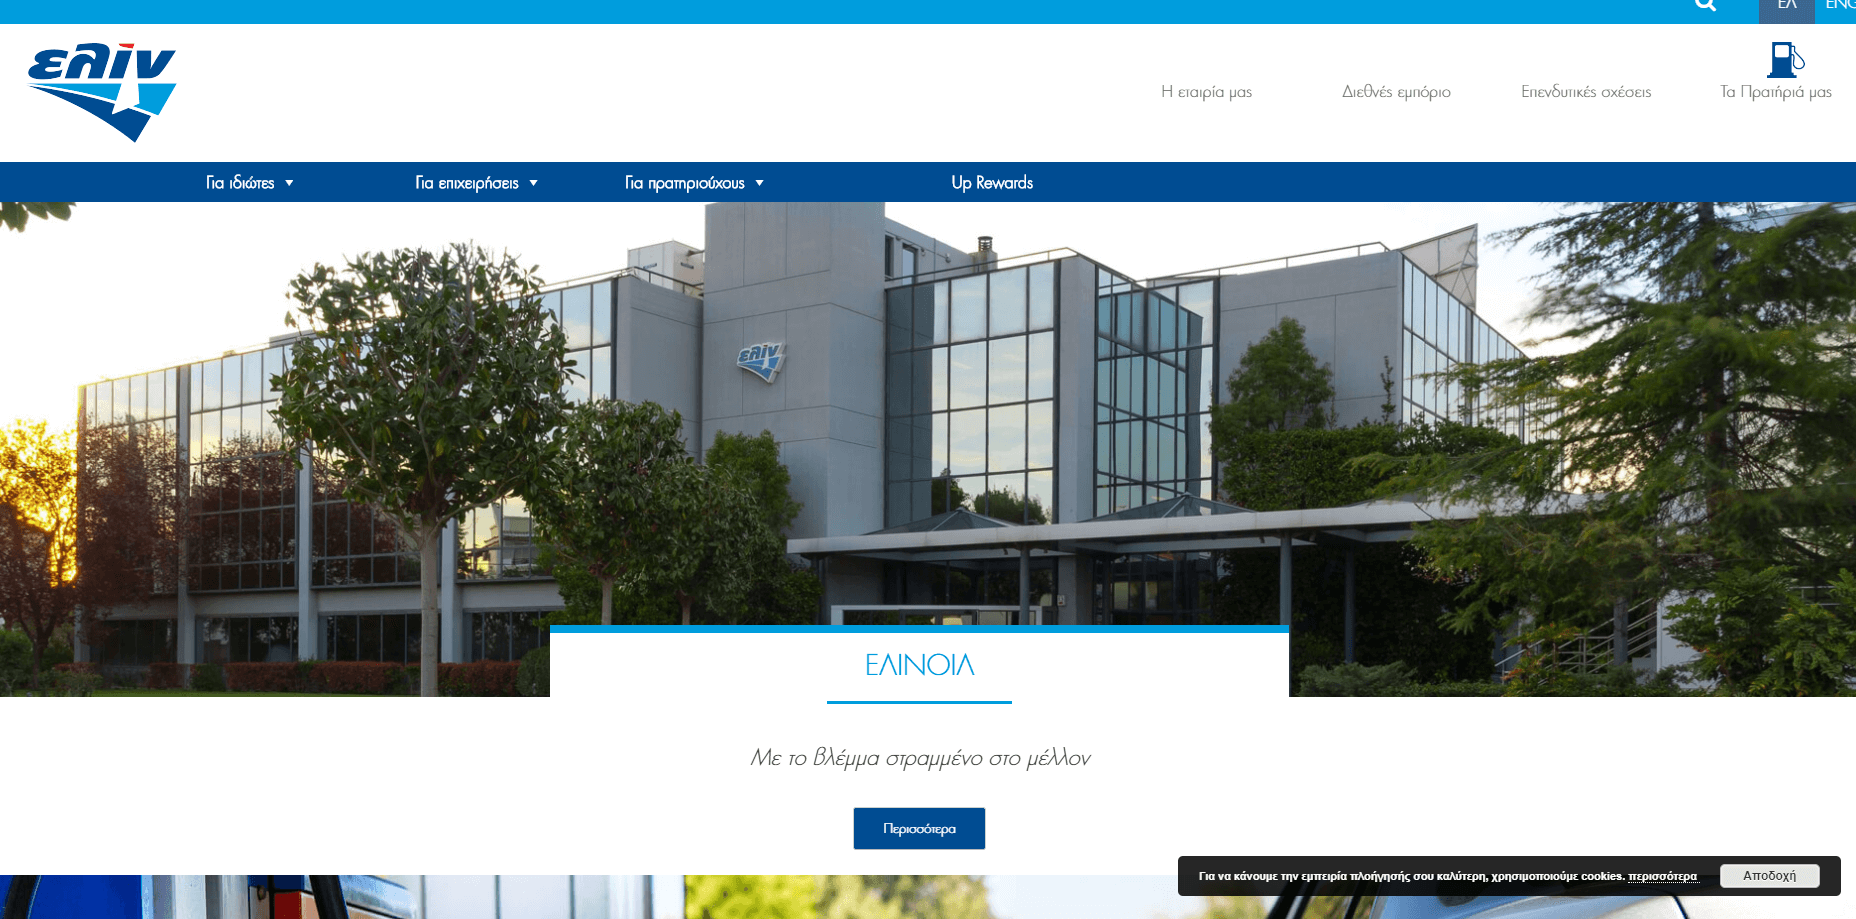 ΕΛ ENG
ελίν
Η εταιρία μας Διεθνές εμπόριο Επενδυτικές σχέσεις Τα Πρατήριά μας
Για ιδιώτες Για επιχειρήσεις Για πρατηριούχους Up Rewards
ελίν
ΕΛΙΝΟΙΛ
Με το βλέμμα στραμμένο στο μέλλον
Περισσότερα
Για να κάνουμε την εμπειρία πλοήγησής σου καλύτερη, χρησιμοποιούμε cookies. περισσότερα Αποδοχή